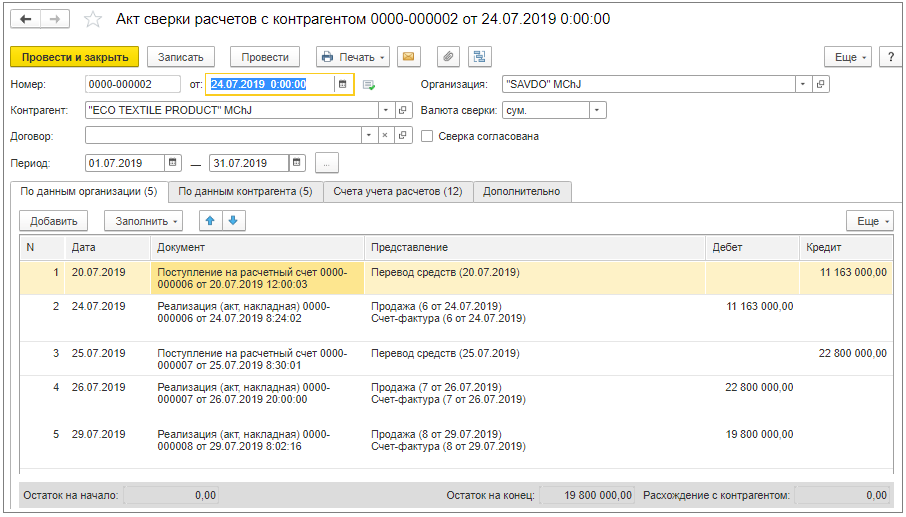 Акт сверки расчетов с контрагентом 0000-000002 от 24.07.2019 0:00:00
Провести и закрыть Записать Провести Печать Еще ?
Номер: 0000-000002 от: 24.07.2019 0:00:00 Организация: "SAVDO" MChJ
Контрагент: "ECO TEXTILE PRODUCT" MChJ Валюта сверки: сум.
Договор: Сверка согласована
Период: 01.07.2019 — 31.07.2019 ...
По данным организации (5) По данным контрагента (5) Счета учета расчетов (12) Дополнительно
Добавить Заполнить Еще
N Дата Документ Представление Дебет Кредит
1 20.07.2019 Поступление на расчетный счет 0000- Перевод средств (20.07.2019) 11 163 000,00
000006 от 20.07.2019 12:00:03
2 24.07.2019 Реализация (акт, накладная) 0000- Продажа (6 от 24.07.2019) 11 163 000,00
000006 от 24.07.2019 8:24:02 Счет-фактура (6 от 24.07.2019)
3 25.07.2019 Поступление на расчетный счет 0000- Перевод средств (25.07.2019) 22 800 000,00
000007 от 25.07.2019 8:30:01
4 26.07.2019 Реализация (акт, накладная) 0000- Продажа (7 от 26.07.2019) 22 800 000,00
000007 от 26.07.2019 20:00:00 Счет-фактура (7 от 26.07.2019)
5 29.07.2019 Реализация (акт, накладная) 0000- Продажа (8 от 29.07.2019) 19 800 000,00
000008 от 29.07.2019 8:02:16 Счет-фактура (8 от 29.07.2019)
Остаток на начало: 0,00 Остаток на конец: 19 800 000,00 Расхождение с контрагентом: 0,00